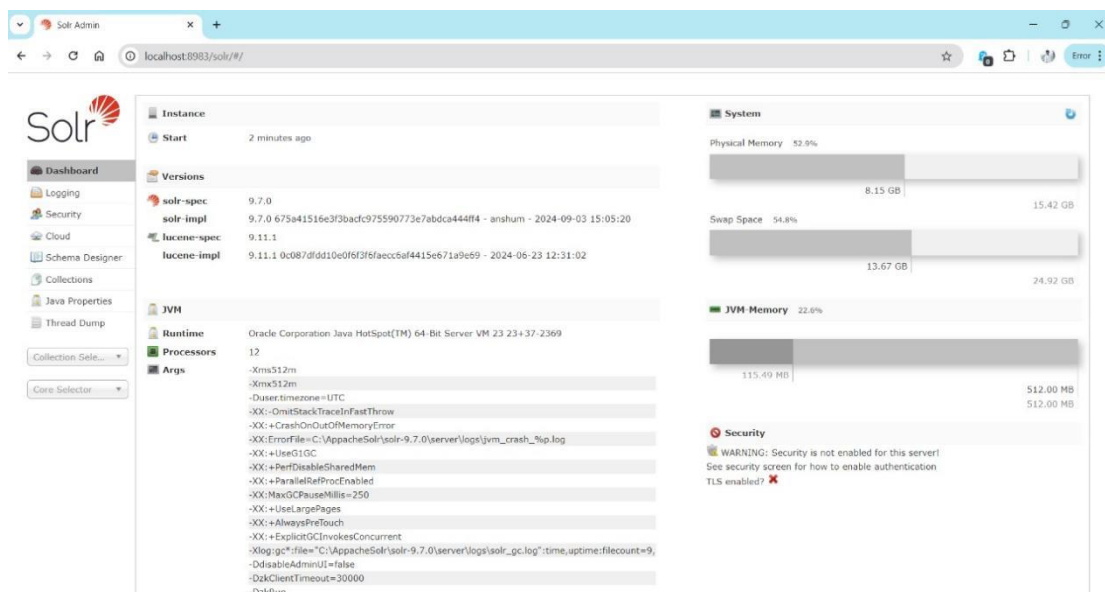 Solr Admin
localhost:8983/solr/#/
Error
Solr
Dashboard
Logging
Security
Cloud
Schema Designer
Collections
Java Properties
Thread Dump
Collection Sele...
Core Selector
Instance
Start 2 minutes ago
Versions
solr-spec 9.7.0
solr-impl 9.7.0 675a41516e3f3bacfc975590773e7abdca444ff4 - anshum - 2024-09-03 15:05:20
lucene-spec 9.11.1
lucene-impl 9.11.1 0c087dfdd10e0f6f3f6faecc6af4415e671a9e69 - 2024-06-23 12:31:02
JVM
Runtime Oracle Corporation Java HotSpot(TM) 64-Bit Server VM 23 23+37-2369
Processors 12
Args -Xms512m
-Xmx512m
-Duser.timezone=UTC
-XX:-OmitStackTraceInFastThrow
-XX:+CrashOnOutOfMemoryError
-XX:ErrorFile=C:\AppacheSolr\solr-9.7.0\server\logs\jvm_crash_%p.log
-XX:+UseG1GC
-XX:+PerfDisableSharedMem
-XX:+ParallelRefProcEnabled
-XX:MaxGCPauseMillis=250
-XX:+UseLargePages
-XX:+AlwaysPreTouch
-XX:+ExplicitGCInvokesConcurrent
-Xlog:gc*:file="C:\AppacheSolr\solr-9.7.0\server\logs\solr_gc.log":time,uptime:filecount=9,
-DdisableAdminUI=false
-DzkClientTimeout=30000
-DzkRun
System
Physical Memory 52.9%
8.15 GB
15.42 GB
Swap Space 54.8%
13.67 GB
24.92 GB
JVM-Memory 22.6%
115.49 MB
512.00 MB
512.00 MB
Security
WARNING: Security is not enabled for this server!
See security screen for how to enable authentication
TLS enabled?